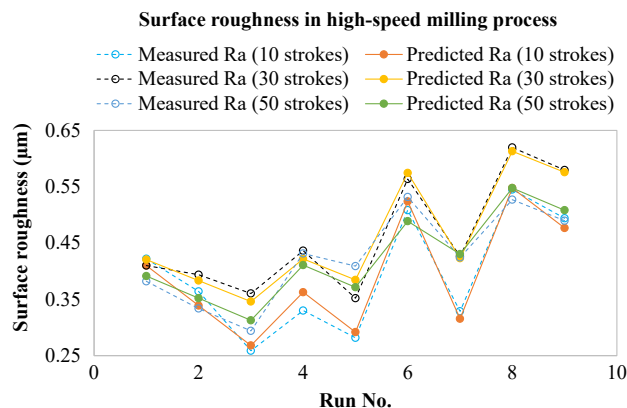 Surface roughness in high-speed milling process
Measured Ra (10 strokes) Predicted Ra (10 strokes)
Measured Ra (30 strokes) Predicted Ra (30 strokes)
Measured Ra (50 strokes) Predicted Ra (50 strokes)
Surface roughness (μm)
0.65
0.55
0.45
0.35
0.25
0 2 4 6 8 10
Run No.